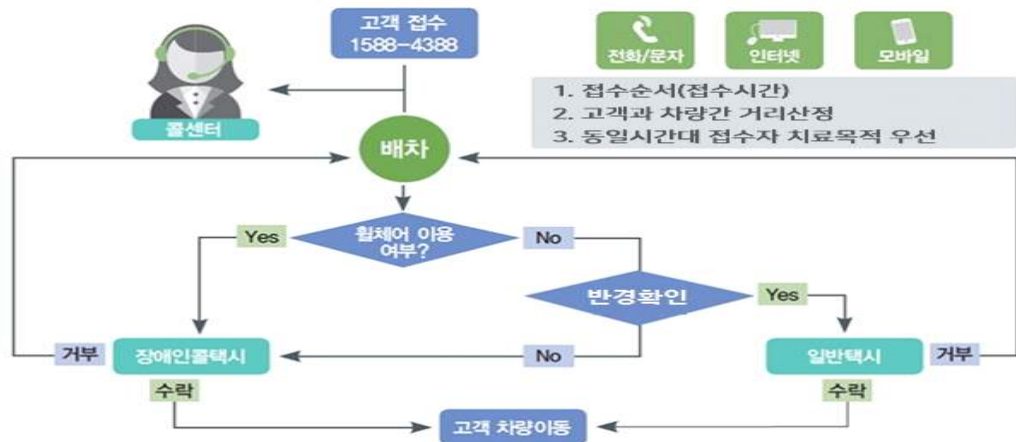 고객 접수
1588-4388
전화/문자
인터넷
모바일
콜센터
1. 접수순서(접수시간)
2. 고객과 차량간 거리산정
3. 동일시간대 접수자 치료목적 우선
배차
휠체어 이용
여부?
Yes
No
반경확인
Yes
No
거부
장애인콜택시
일반택시
거부
수락
수락
고객 차량이동